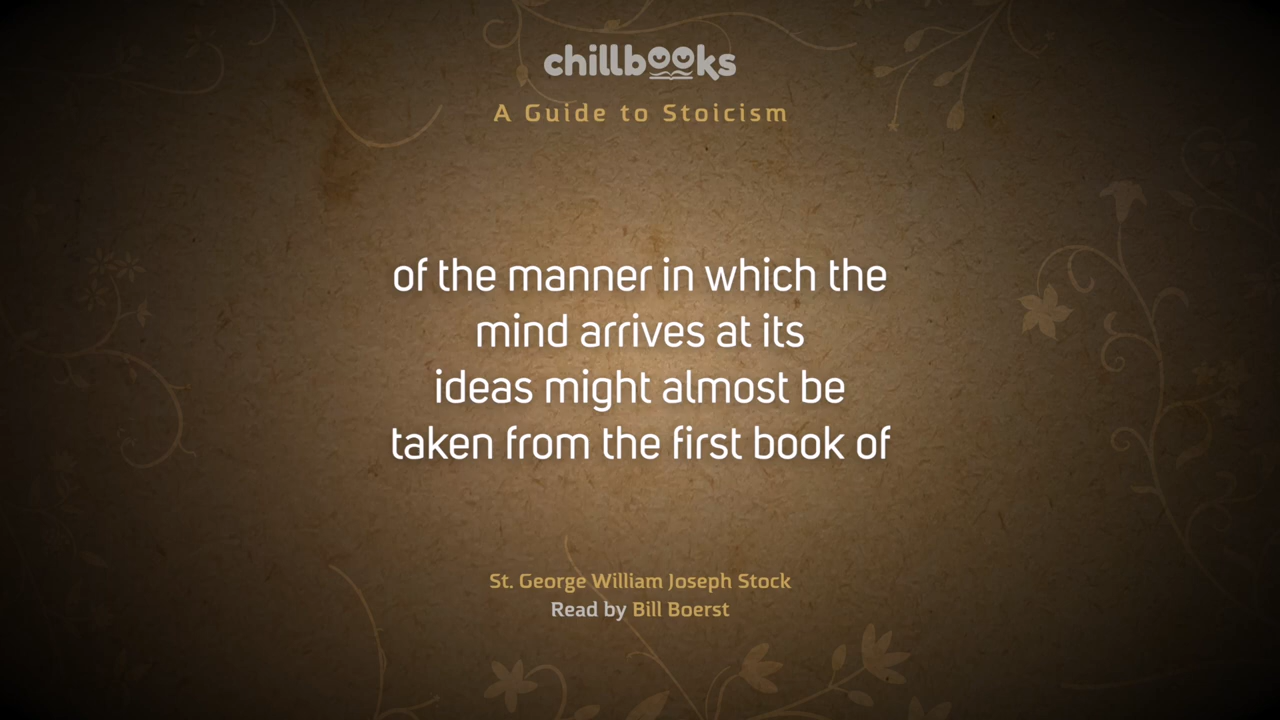 chillbooks
A Guide to Stoicism
of the manner in which the
mind arrives at its
ideas might almost be
taken from the first book of
St. George William Joseph Stock
Read by Bill Boerst